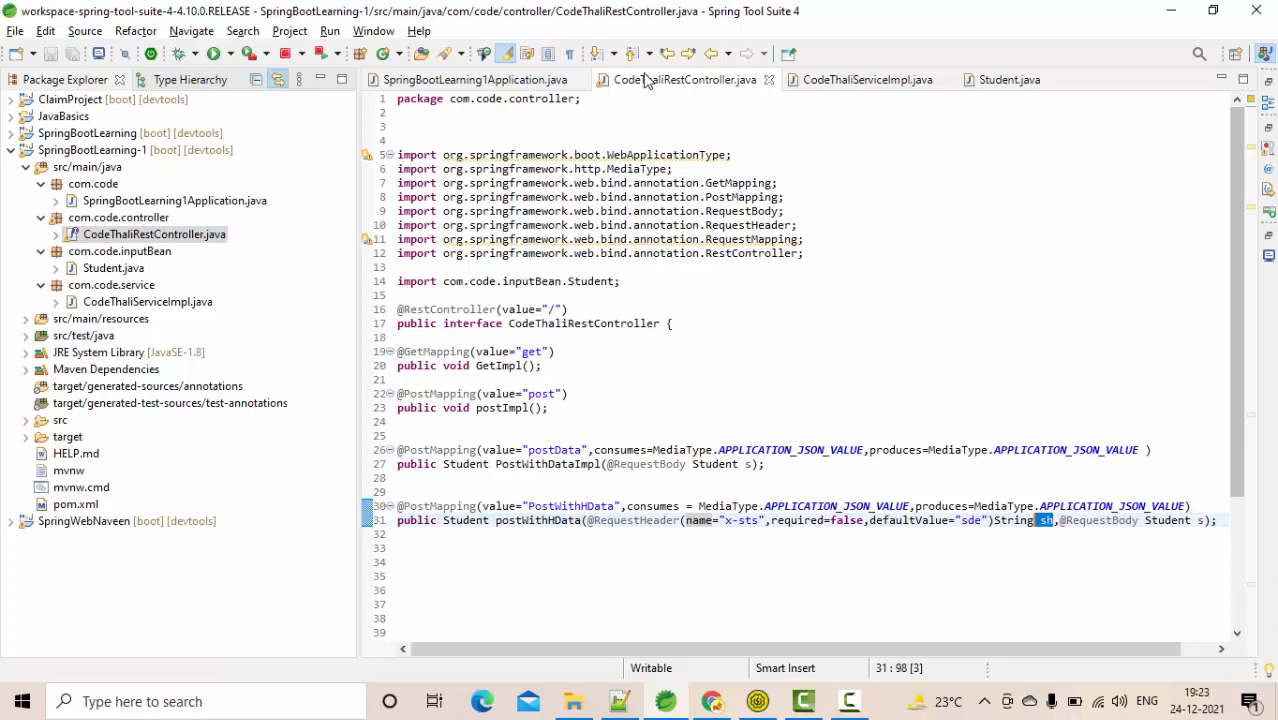 workspace-spring-tool-suite-4-4.10.0.RELEASE - SpringBootLearning-1/src/main/java/com/code/controller/CodeThaliRestController.java - Spring Tool Suite 4
File Edit Source Refactor Navigate Search Project Run Window Help
Package Explorer Type Hierarchy
SpringBootLearning1Application.java CodeThaliRestController.java CodeThaliServiceImpl.java Student.java
ClaimProject [boot] [devtools]
JavaBasics
SpringBootLearning [boot] [devtools]
SpringBootLearning-1 [boot] [devtools]
src/main/java
com.code
SpringBootLearning1Application.java
com.code.controller
CodeThaliRestController.java
com.code.inputBean
Student.java
com.code.service
CodeThaliServiceImpl.java
src/main/resources
src/test/java
JRE System Library [JavaSE-1.8]
Maven Dependencies
target/generated-sources/annotations
target/generated-test-sources/test-annotations
src
target
HELP.md
mvnw
mvnw.cmd
pom.xml
SpringWebNaveen [boot] [devtools]
1 package com.code.controller;
2
3
4
5 import org.springframework.boot.WebApplicationType;
6 import org.springframework.http.MediaType;
7 import org.springframework.web.bind.annotation.GetMapping;
8 import org.springframework.web.bind.annotation.PostMapping;
9 import org.springframework.web.bind.annotation.RequestBody;
10 import org.springframework.web.bind.annotation.RequestHeader;
11 import org.springframework.web.bind.annotation.RequestMapping;
12 import org.springframework.web.bind.annotation.RestController;
13
14 import com.code.inputBean.Student;
15
16 @RestController(value="/")
17 public interface CodeThaliRestController {
18
19 @GetMapping(value="get")
20 public void GetImpl();
21
22 @PostMapping(value="post")
23 public void postImpl();
24
25
26 @PostMapping(value="postData",consumes=MediaType.APPLICATION_JSON_VALUE,produces=MediaType.APPLICATION_JSON_VALUE )
27 public Student PostWithDataImpl(@RequestBody Student s);
28
29
30 @PostMapping(value="PostWithHData",consumes = MediaType.APPLICATION_JSON_VALUE,produces=MediaType.APPLICATION_JSON_VALUE)
31 public Student postWithHData(@RequestHeader(name="x-sts",required=false,defaultValue="sde")String sh,@RequestBody Student s);
32
33
34
35
36
37
38
39
Writable Smart Insert 31 : 98 [3]
Type here to search
23°C ENG 19:23
24-12-2021
1